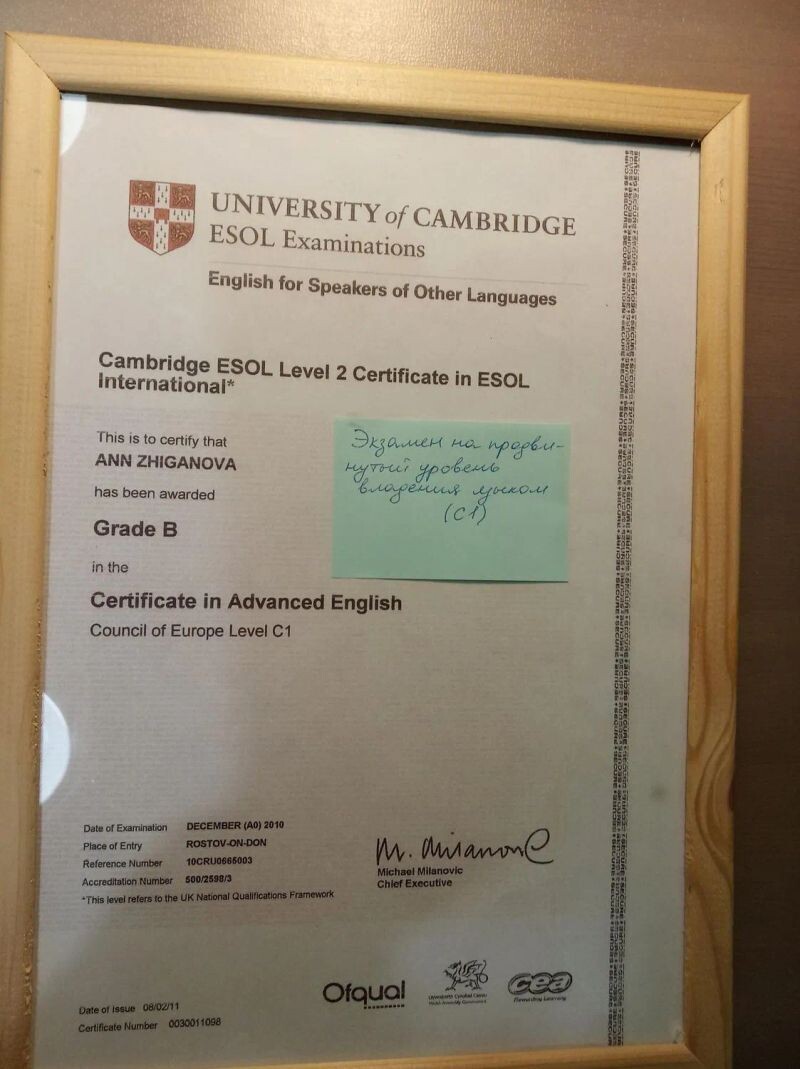 UNIVERSITY of CAMBRIDGE
ESOL Examinations
English for Speakers of Other Languages
Cambridge ESOL Level 2 Certificate in ESOL
International*
This is to certify that
ANN ZHIGANOVA
has been awarded
Grade B
in the
Certificate in Advanced English
Council of Europe Level C1
Экзамен на продви-
нутый уровень
владения языком
(C1)
Date of Examination DECEMBER (A0) 2010
Place of Entry ROSTOV-ON-DON
Reference Number 10CRU0665003
Accreditation Number 500/2598/3
*This level refers to the UK National Qualifications Framework
M. Milanovic
Michael Milanovic
Chief Executive
Date of Issue 08/02/11
Certificate Number 0030011098
Ofqual
cea
Rewarding Learning